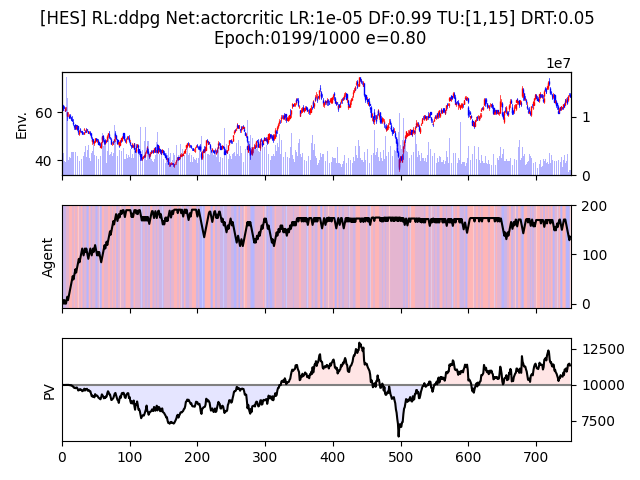 [HES] RL:ddpg Net:actorcritic LR:1e-05 DF:0.99 TU:[1,15] DRT:0.05
Epoch:0199/1000 e=0.80
1e7
Env.
60
40
1
0
Agent
200
100
0
PV
12500
10000
7500
0 100 200 300 400 500 600 700